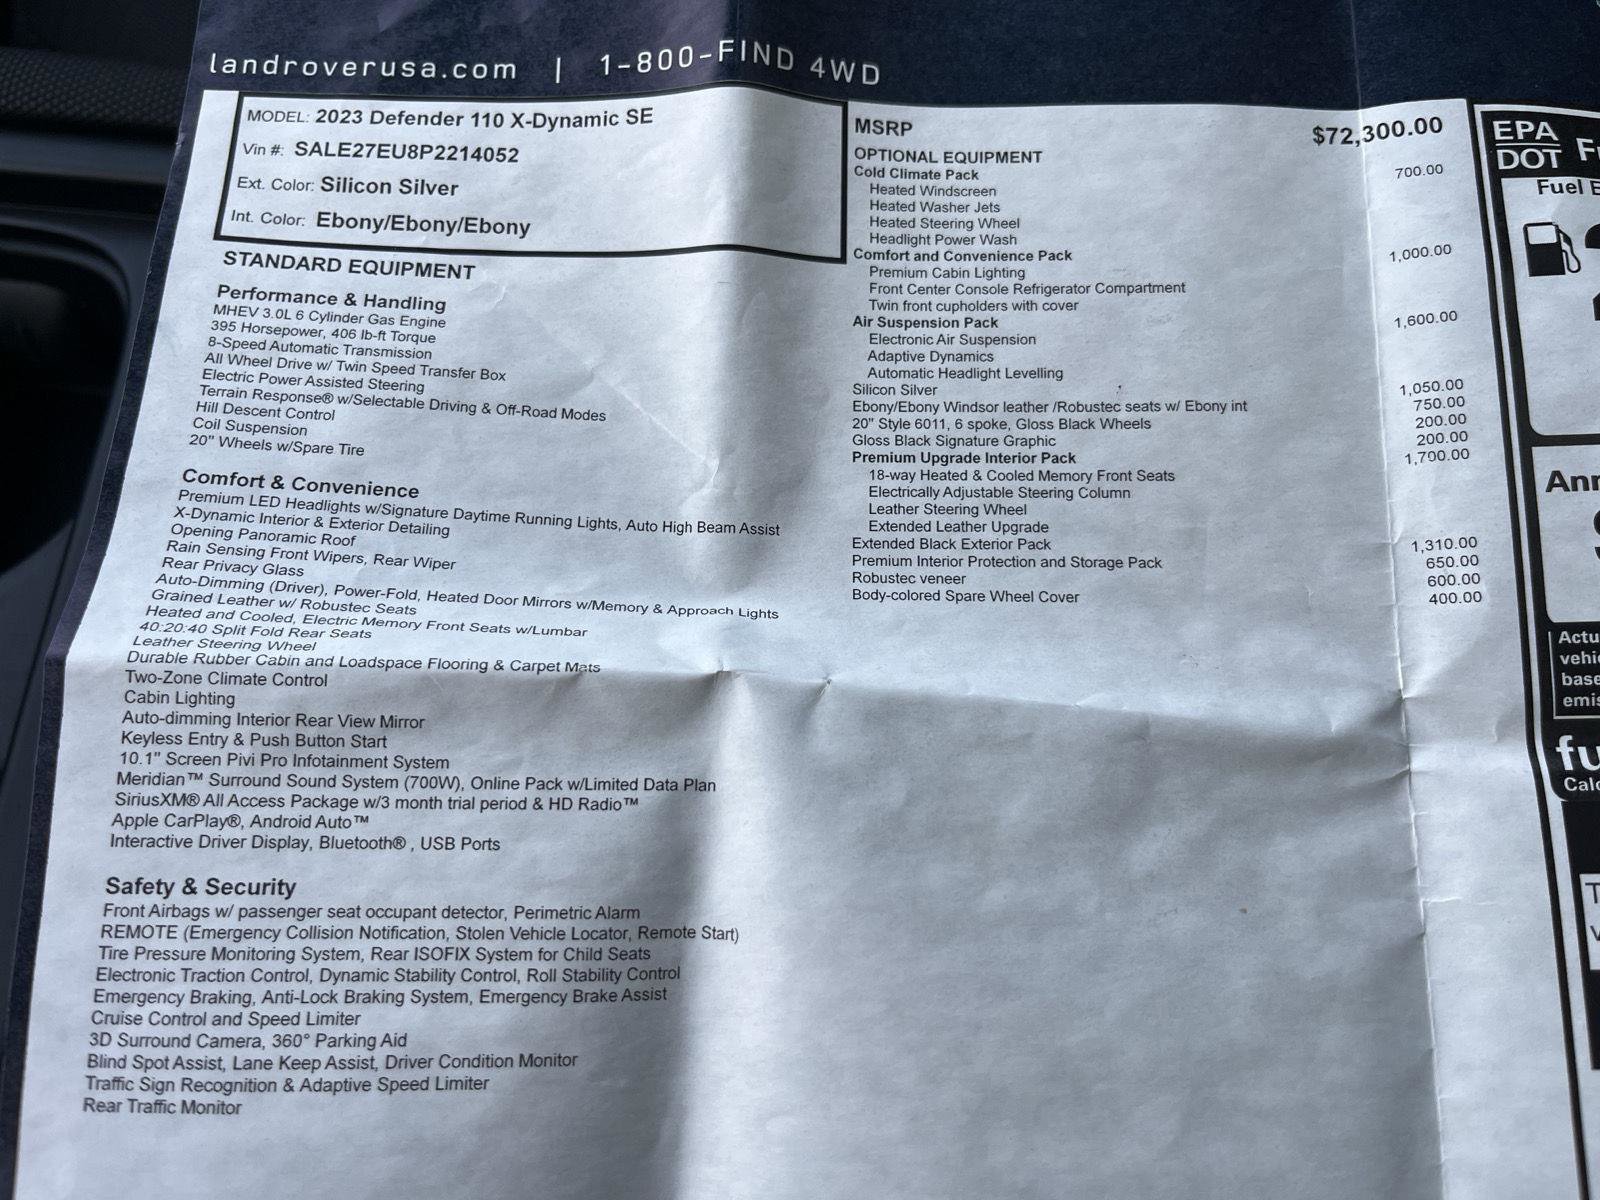 landroverusa.com | 1-800-FIND 4WD
MODEL: 2023 Defender 110 X-Dynamic SE
Vin #: SALE27EU8P2214052
Ext. Color: Silicon Silver
Int. Color: Ebony/Ebony/Ebony
STANDARD EQUIPMENT
Performance & Handling
MHEV 3.0L 6 Cylinder Gas Engine
395 Horsepower, 406 lb-ft Torque
8-Speed Automatic Transmission
All Wheel Drive w/ Twin Speed Transfer Box
Electric Power Assisted Steering
Terrain Response® w/Selectable Driving & Off-Road Modes
Hill Descent Control
Coil Suspension
20" Wheels w/Spare Tire
Comfort & Convenience
Premium LED Headlights w/Signature Daytime Running Lights, Auto High Beam Assist
X-Dynamic Interior & Exterior Detailing
Opening Panoramic Roof
Rain Sensing Front Wipers, Rear Wiper
Rear Privacy Glass
Auto-Dimming (Driver), Power-Fold, Heated Door Mirrors w/Memory & Approach Lights
Grained Leather w/ Robustec Seats
Heated and Cooled, Electric Memory Front Seats w/Lumbar
40:20:40 Split Fold Rear Seats
Leather Steering Wheel
Durable Rubber Cabin and Loadspace Flooring & Carpet Mats
Two-Zone Climate Control
Cabin Lighting
Auto-dimming Interior Rear View Mirror
Keyless Entry & Push Button Start
10.1" Screen Pivi Pro Infotainment System
Meridian™ Surround Sound System (700W), Online Pack w/Limited Data Plan
SiriusXM® All Access Package w/3 month trial period & HD Radio™
Apple CarPlay®, Android Auto™
Interactive Driver Display, Bluetooth® , USB Ports
Safety & Security
Front Airbags w/ passenger seat occupant detector, Perimetric Alarm
REMOTE (Emergency Collision Notification, Stolen Vehicle Locator, Remote Start)
Tire Pressure Monitoring System, Rear ISOFIX System for Child Seats
Electronic Traction Control, Dynamic Stability Control, Roll Stability Control
Emergency Braking, Anti-Lock Braking System, Emergency Brake Assist
Cruise Control and Speed Limiter
3D Surround Camera, 360° Parking Aid
Blind Spot Assist, Lane Keep Assist, Driver Condition Monitor
Traffic Sign Recognition & Adaptive Speed Limiter
Rear Traffic Monitor
MSRP $72,300.00
OPTIONAL EQUIPMENT
Cold Climate Pack 700.00
Heated Windscreen
Heated Washer Jets
Heated Steering Wheel
Headlight Power Wash
Comfort and Convenience Pack 1,000.00
Premium Cabin Lighting
Front Center Console Refrigerator Compartment
Twin front cupholders with cover
Air Suspension Pack 1,600.00
Electronic Air Suspension
Adaptive Dynamics
Automatic Headlight Levelling
Silicon Silver 1,050.00
Ebony/Ebony Windsor leather /Robustec seats w/ Ebony int 750.00
20" Style 6011, 6 spoke, Gloss Black Wheels 200.00
Gloss Black Signature Graphic 200.00
Premium Upgrade Interior Pack 1,700.00
18-way Heated & Cooled Memory Front Seats
Electrically Adjustable Steering Column
Leather Steering Wheel
Extended Leather Upgrade
Extended Black Exterior Pack 1,310.00
Premium Interior Protection and Storage Pack 650.00
Robustec veneer 600.00
Body-colored Spare Wheel Cover 400.00
EPA
DOT
Fuel E
Ann
Actu
vehic
base
emis
fu
Calc